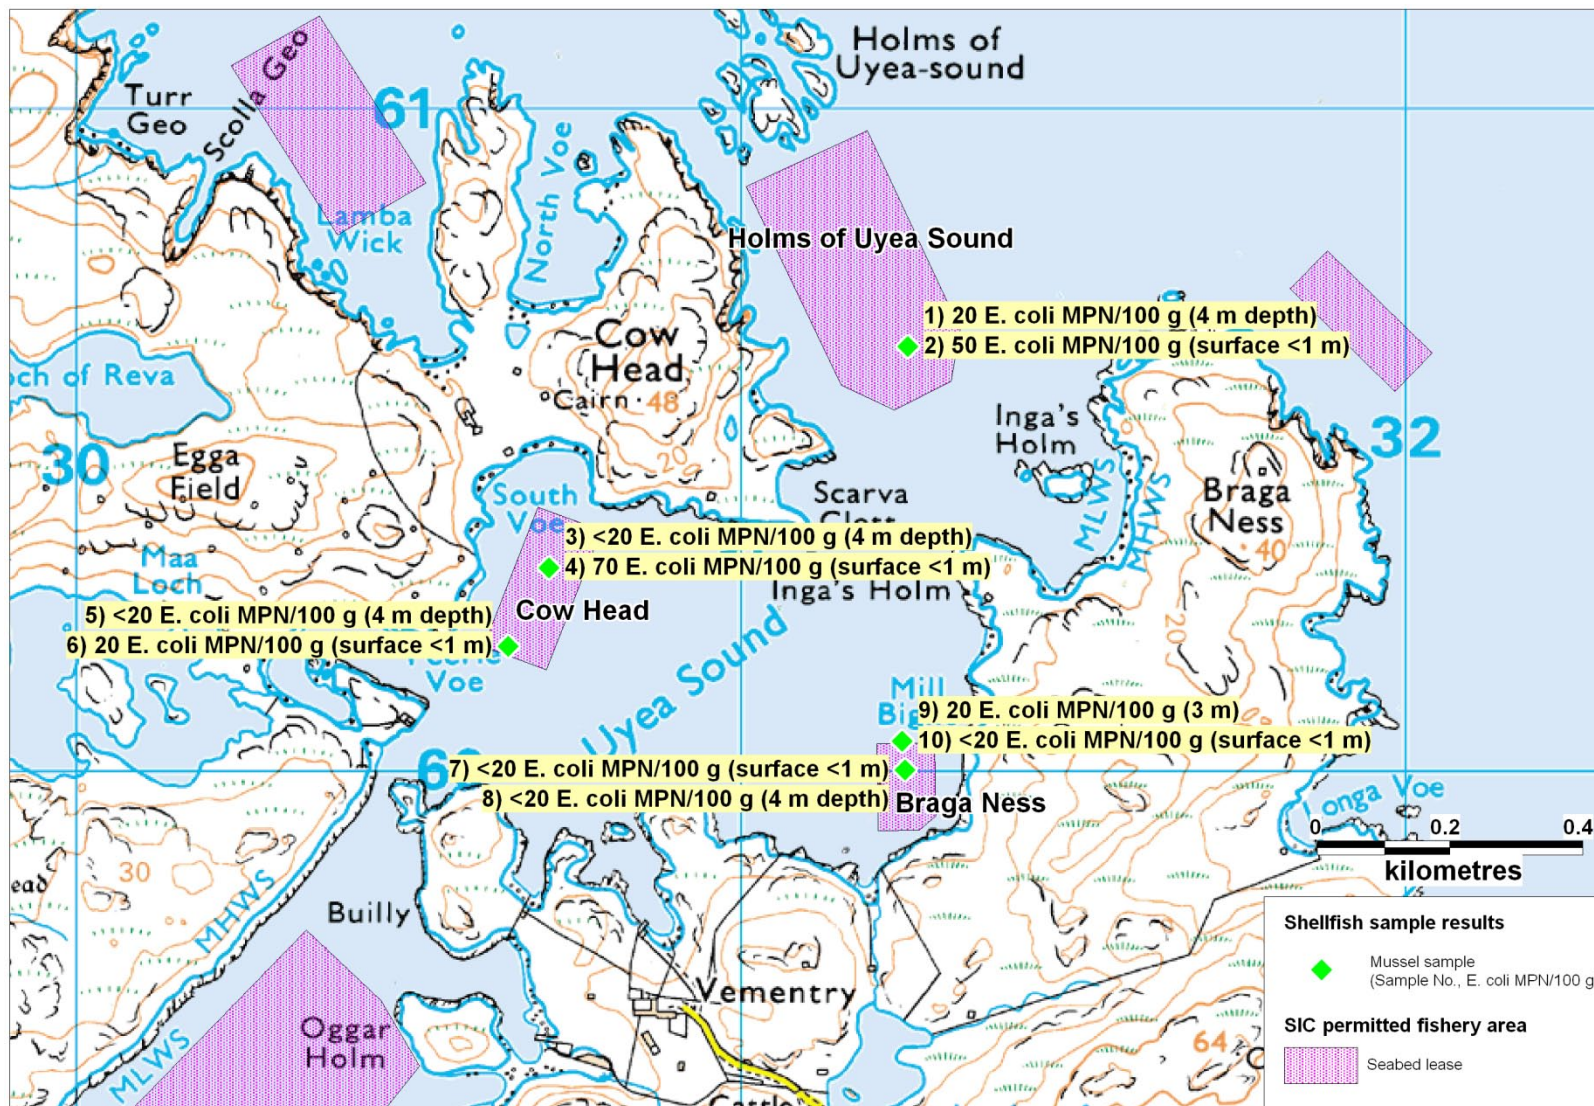 Holms of
Uyea-sound
Turr
Geo
Scolla Geo
61
Lamba
Wick
North Voe
Holms of Uyea Sound
1) 20 E. coli MPN/100 g (4 m depth)
2) 50 E. coli MPN/100 g (surface <1 m)
Cow
Head
Cairn · 48
20
och of Reva
30
Egga
Field
Inga's
Holm
32
MLWS
MHWS
Braga
Ness
· 40
20
South
Voe
Scarva
3) <20 E. coli MPN/100 g (4 m depth)
4) 70 E. coli MPN/100 g (surface <1 m)
Inga's Holm
Maa
Loch
Cow Head
5) <20 E. coli MPN/100 g (4 m depth)
6) 20 E. coli MPN/100 g (surface <1 m)
Voe
Uyea Sound
Mill
9) 20 E. coli MPN/100 g (3 m)
10) <20 E. coli MPN/100 g (surface <1 m)
6
7) <20 E. coli MPN/100 g (surface <1 m)
8) <20 E. coli MPN/100 g (4 m depth)
Braga Ness
Longa Voe
0 0.2 0.4
kilometres
30
ead
MHWS
Builly
Vementry
Oggar
Holm
MLWS
64
Shellfish sample results
Mussel sample
(Sample No., E. coli MPN/100 g
SIC permitted fishery area
Seabed lease